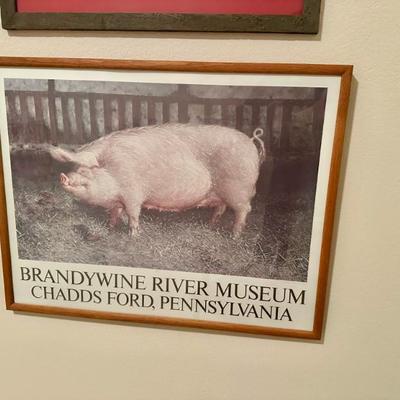 BRANDYWINE RIVER MUSEUM
CHADDS FORD, PENNSYLVANIA